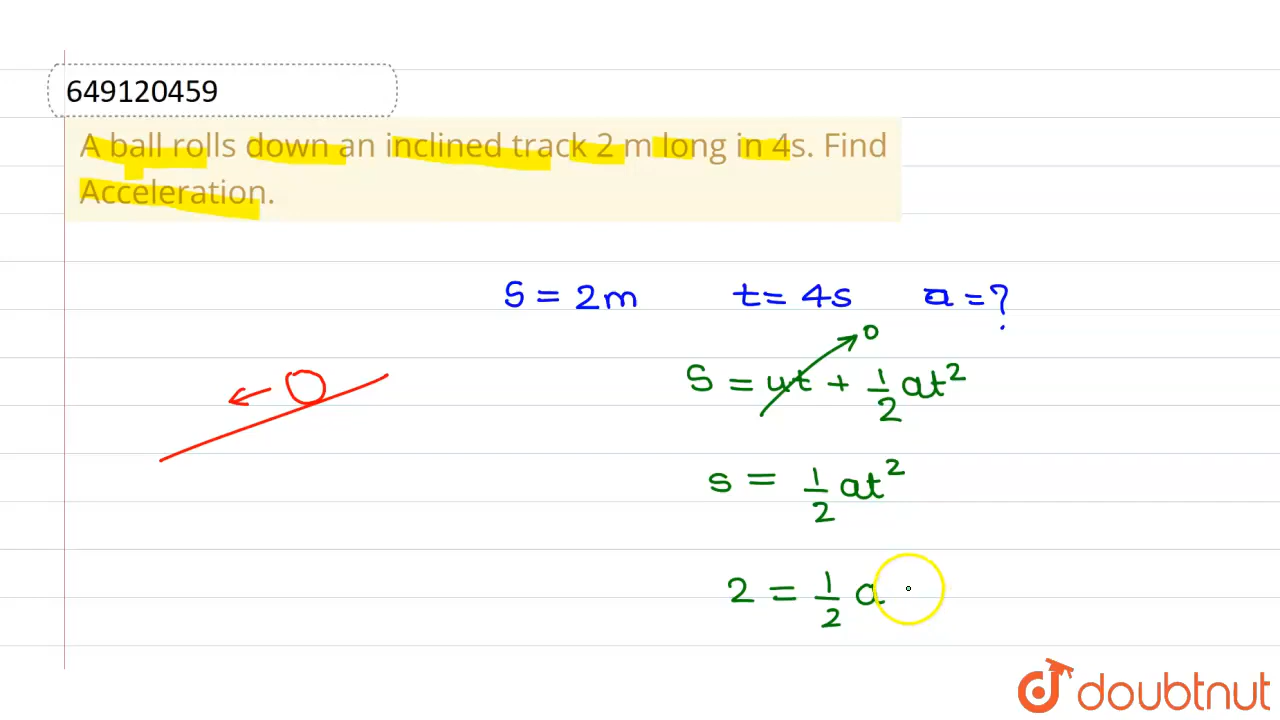 649120459
A ball rolls down an inclined track 2 m long in 4s. Find
Acceleration.
S = 2m t = 4s a = ?
0
S = ut + 1/2 at²
s = 1/2 at²
2 = 1/2 a
doubtnut